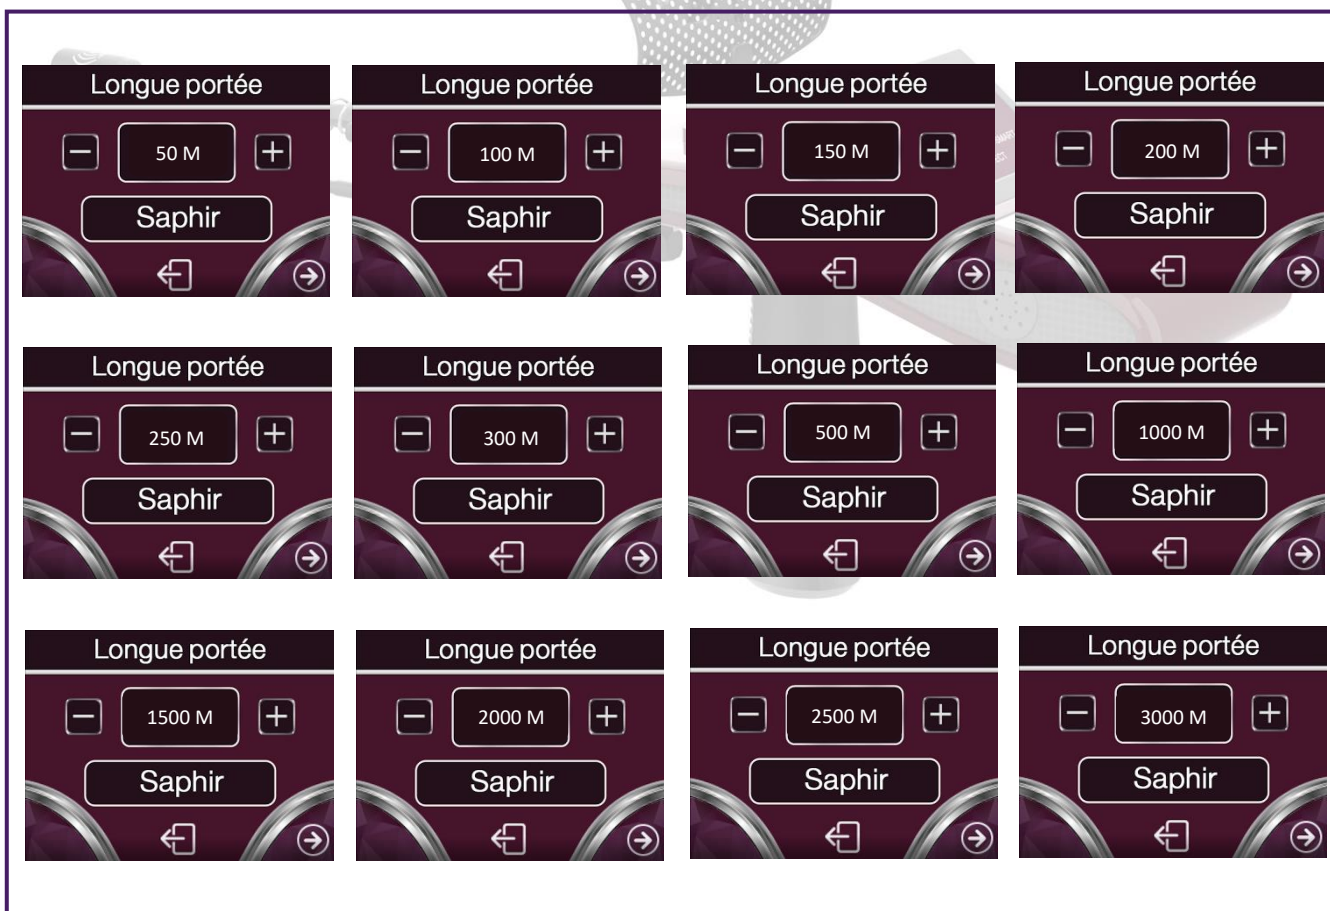 Longue portée
50 M
Saphir
Longue portée
100 M
Saphir
Longue portée
150 M
Saphir
Longue portée
200 M
Saphir
Longue portée
250 M
Saphir
Longue portée
300 M
Saphir
Longue portée
500 M
Saphir
Longue portée
1000 M
Saphir
Longue portée
1500 M
Saphir
Longue portée
2000 M
Saphir
Longue portée
2500 M
Saphir
Longue portée
3000 M
Saphir